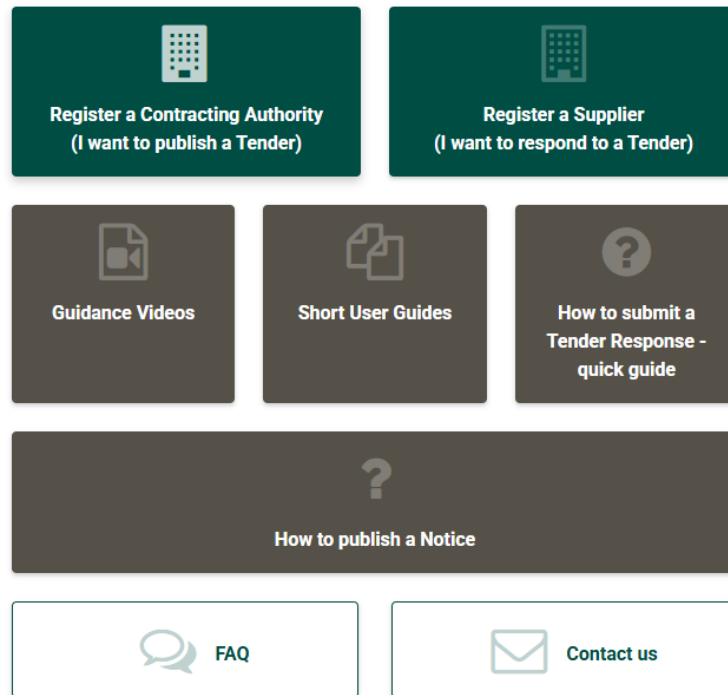 Register a Contracting Authority
(I want to publish a Tender)
Register a Supplier
(I want to respond to a Tender)
Guidance Videos
Short User Guides
How to submit a
Tender Response -
quick guide
How to publish a Notice
FAQ
Contact us